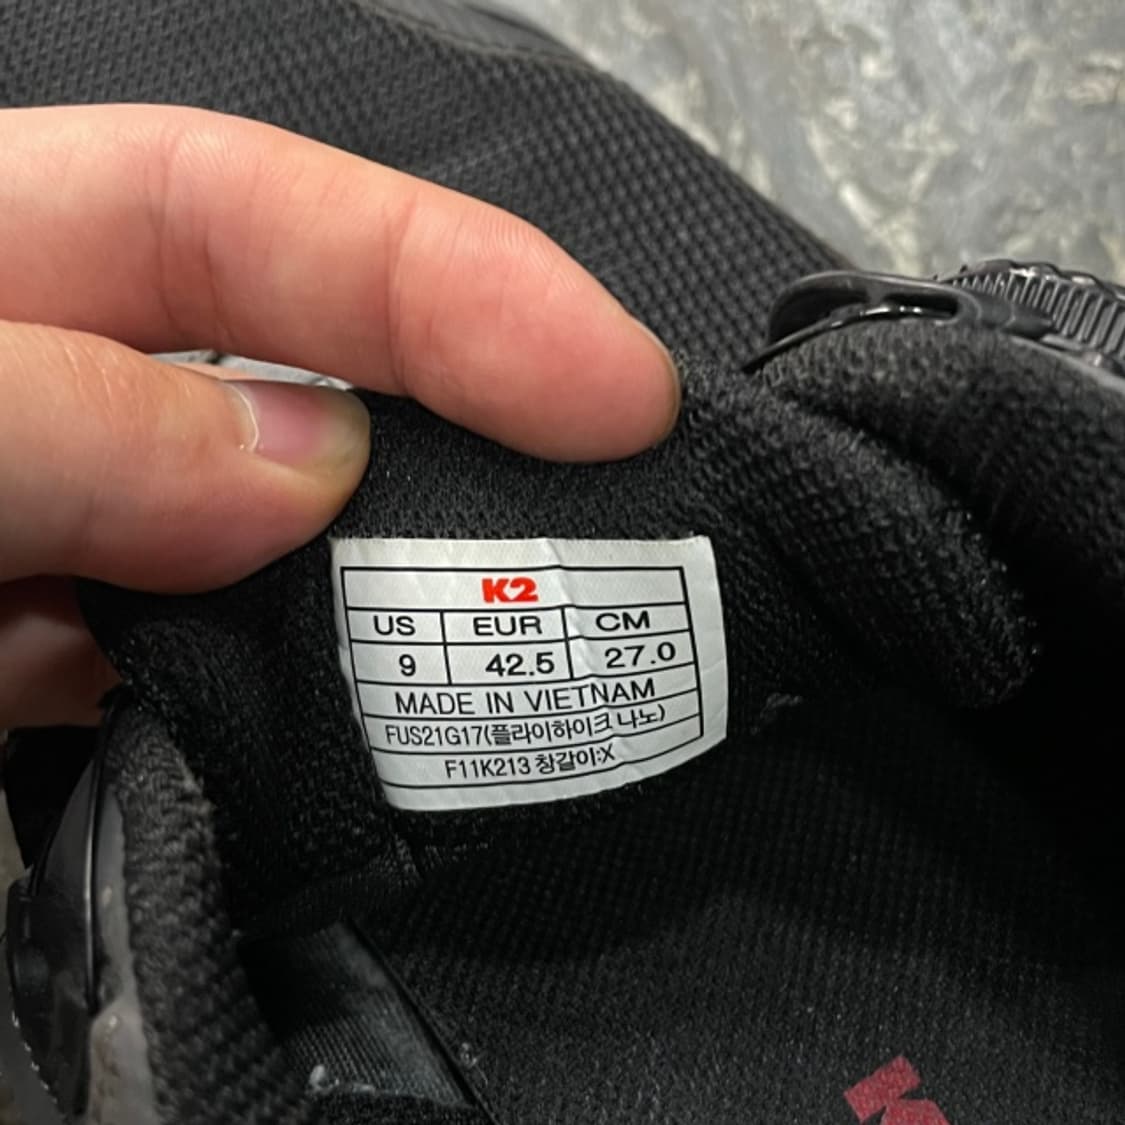 K2
US EUR CM
9 42.5 27.0
MADE IN VIETNAM
FUS21G17(플라이하이크 나노)
F11K213 창갈이:X